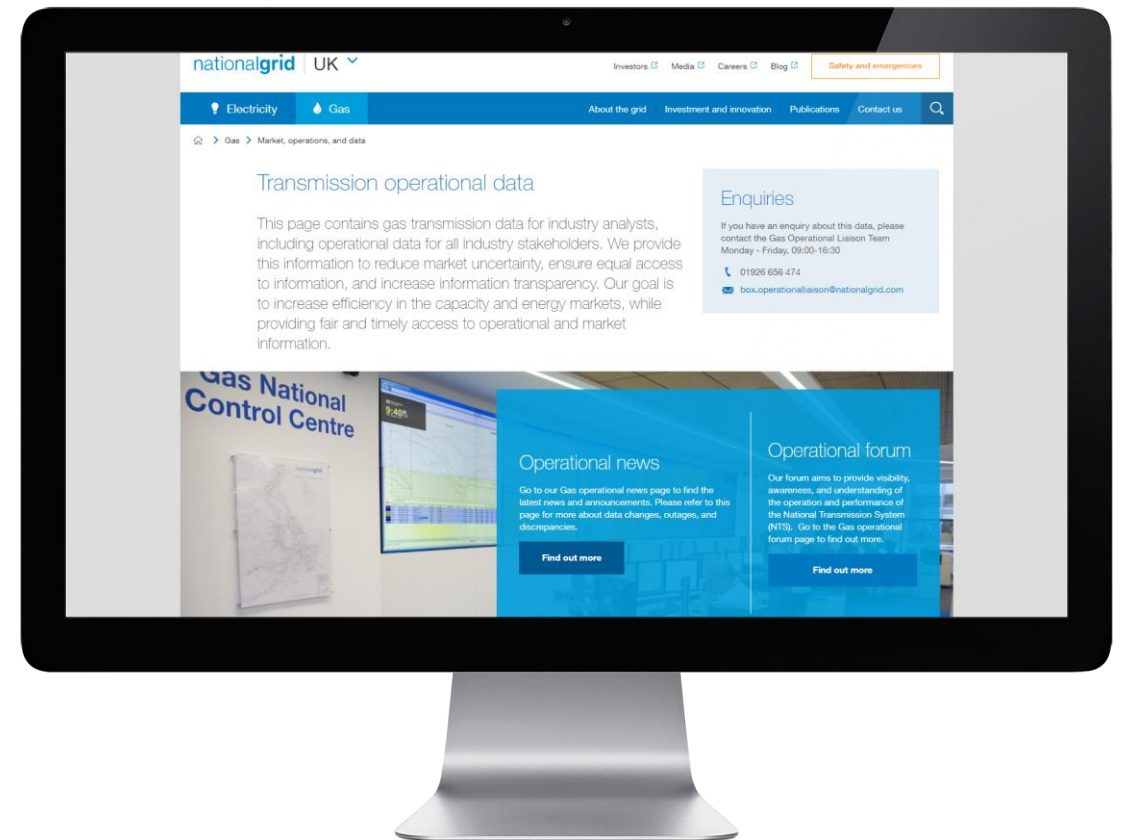 nationalgrid UK
Investors Media Careers Blog Safety and emergencies
Electricity Gas About the grid Investment and innovation Publications Contact us
Gas Market, operations, and data
Transmission operational data
This page contains gas transmission data for industry analysts,
including operational data for all industry stakeholders. We provide
this information to reduce market uncertainty, ensure equal access
to information, and increase information transparency. Our goal is
to increase efficiency in the capacity and energy markets, while
providing fair and timely access to operational and market
information.
Enquiries
If you have an enquiry about this data, please
contact the Gas Operational Liaison Team
Monday - Friday, 09:00-16:30
01926 656 474
box.operationalliaison@nationalgrid.com
Gas National
Control Centre
9:40
nationalgrid
Operational news
Go to our Gas operational news page to find the
latest news and announcements. Please refer to this
page for more about data changes, outages, and
discrepancies.
Find out more
Operational forum
Our forum aims to provide visibility,
awareness, and understanding of
the operation and performance of
the National Transmission System
(NTS). Go to the Gas operational
forum page to find out more.
Find out more